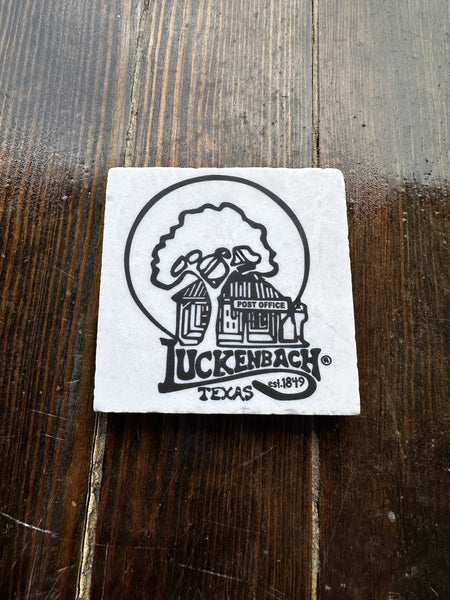 POST OFFICE
LUCKENBACH®
est.1849
TEXAS